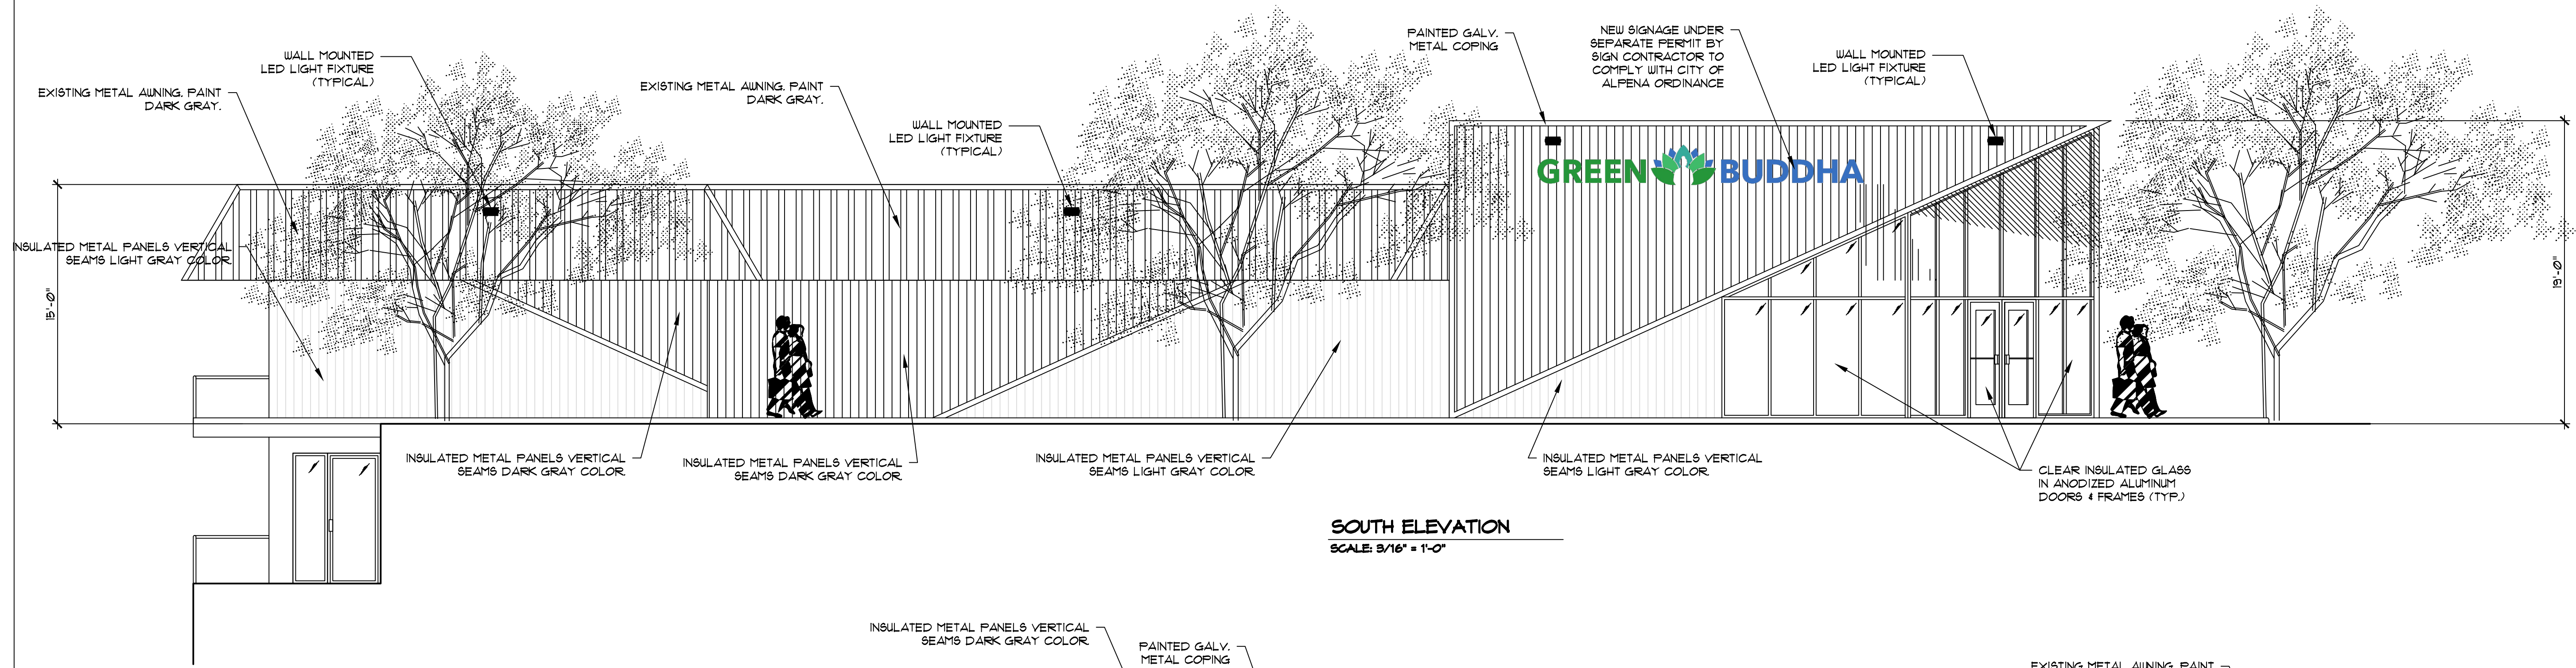 WALL MOUNTED
LED LIGHT FIXTURE
(TYPICAL)
EXISTING METAL AWNING. PAINT
DARK GRAY.
EXISTING METAL AWNING. PAINT
DARK GRAY.
WALL MOUNTED
LED LIGHT FIXTURE
(TYPICAL)
PAINTED GALV.
METAL COPING
NEW SIGNAGE UNDER
SEPARATE PERMIT BY
SIGN CONTRACTOR TO
COMPLY WITH CITY OF
ALPENA ORDINANCE
WALL MOUNTED
LED LIGHT FIXTURE
(TYPICAL)
GREEN BUDDHA
INSULATED METAL PANELS VERTICAL
SEAMS LIGHT GRAY COLOR.
15'-0"
19'-0"
INSULATED METAL PANELS VERTICAL
SEAMS DARK GRAY COLOR.
INSULATED METAL PANELS VERTICAL
SEAMS DARK GRAY COLOR.
INSULATED METAL PANELS VERTICAL
SEAMS LIGHT GRAY COLOR.
INSULATED METAL PANELS VERTICAL
SEAMS LIGHT GRAY COLOR.
CLEAR INSULATED GLASS
IN ANODIZED ALUMINUM
DOORS & FRAMES (TYP.)
SOUTH ELEVATION
SCALE: 3/16" = 1'-0"
INSULATED METAL PANELS VERTICAL
SEAMS DARK GRAY COLOR.
PAINTED GALV.
METAL COPING
EXISTING METAL AWNING. PAINT